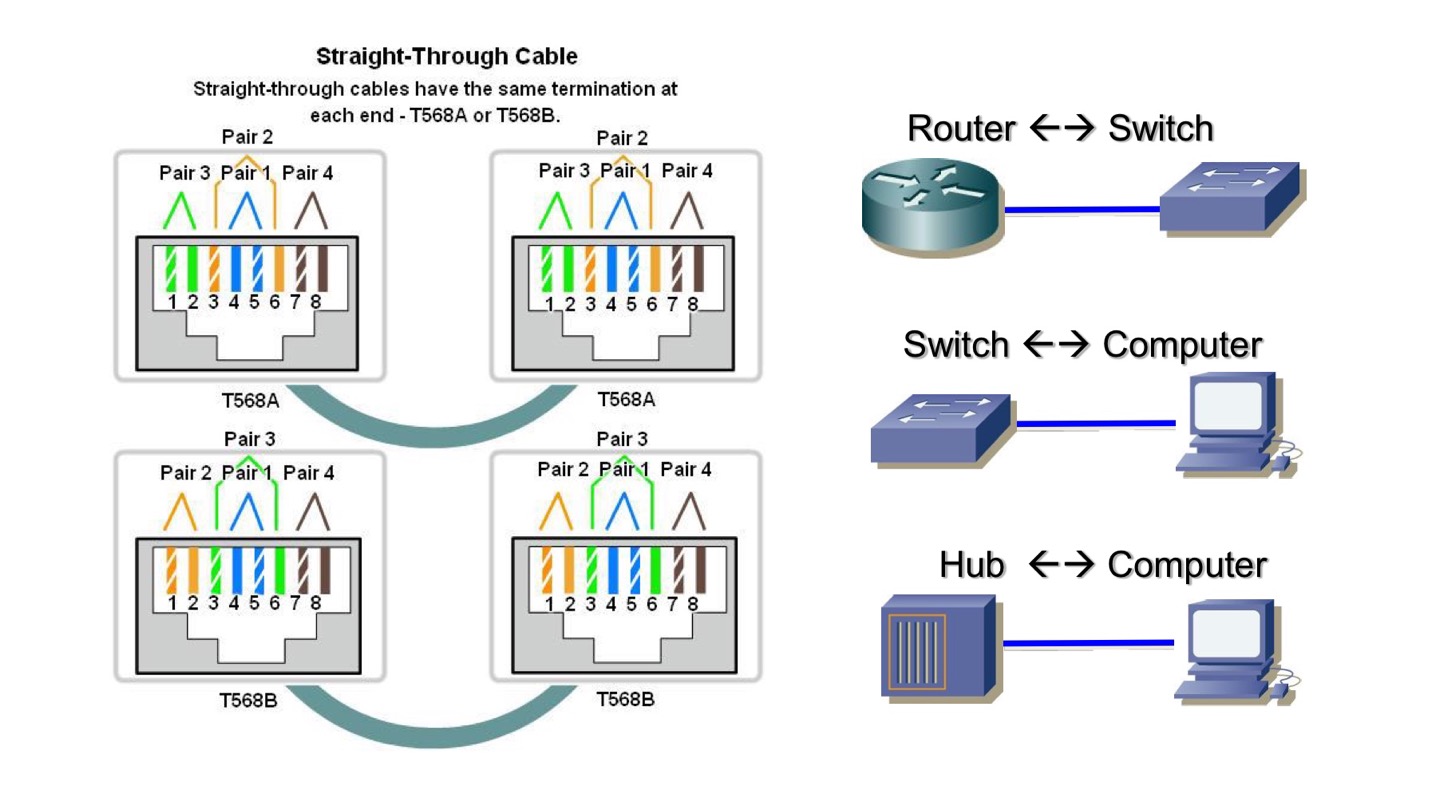 Straight-Through Cable
Straight-through cables have the same termination at
each end - T568A or T568B.
Pair 2
Pair 3 Pair 1 Pair 4
1 2 3 4 5 6 7 8
T568A
Pair 2
Pair 3 Pair 1 Pair 4
1 2 3 4 5 6 7 8
T568A
Pair 3
Pair 2 Pair 1 Pair 4
1 2 3 4 5 6 7 8
T568B
Pair 3
Pair 2 Pair 1 Pair 4
1 2 3 4 5 6 7 8
T568B
Router ←→ Switch
Switch ←→ Computer
Hub ←→ Computer